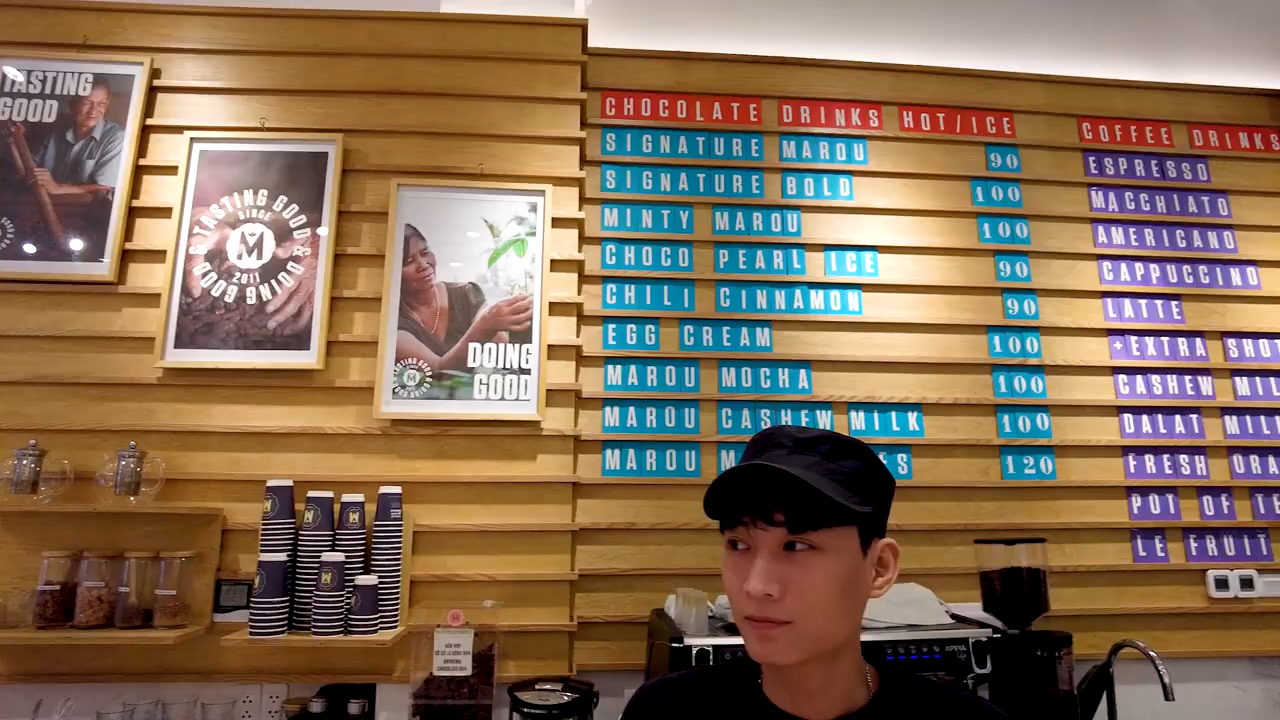 TASTING
GOOD
TASTING GOOD &
DOING GOOD &
SINCE
2011
M
DOING
GOOD
CHOCOLATE DRINKS HOT/ICE
SIGNATURE MAROU 90
SIGNATURE BOLD 100
MINTY MAROU 100
CHOCO PEARL ICE 90
CHILI CINNAMON 90
EGG CREAM 100
MAROU MOCHA 100
MAROU CASHEW MILK 100
MAROU 120
COFFEE DRINKS
ESPRESSO
MACCHIATO
AMERICANO
CAPPUCCINO
LATTE
+EXTRA SHOT
CASHEW MIL
DALAT MILK
FRESH ORA
POT OF TE
LE FRUIT
APPIA